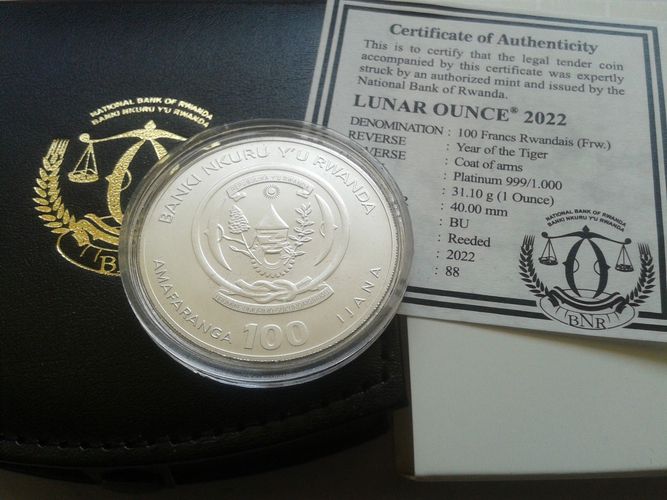 NATIONAL BANK OF RWANDA
BANKI NKURU Y'U RWANDA
BANKI NKURU Y'U RWANDA
AMAFARANGA 100 IJANA
Certificate of Authenticity
This is to certify that the legal tender coin
accompanied by this certificate was expertly
struck by an authorized mint and issued by the
National Bank of Rwanda.
LUNAR OUNCE® 2022
DENOMINATION : 100 Francs Rwandais (Frw.)
REVERSE : Year of the Tiger
VERSE : Coat of arms
: Platinum 999/1.000
: 31.10 g (1 Ounce)
: 40.00 mm
: BU
: Reeded
: 2022
: 88
NATIONAL BANK OF RWANDA
BANKI NKURU Y'U RWANDA
BNR